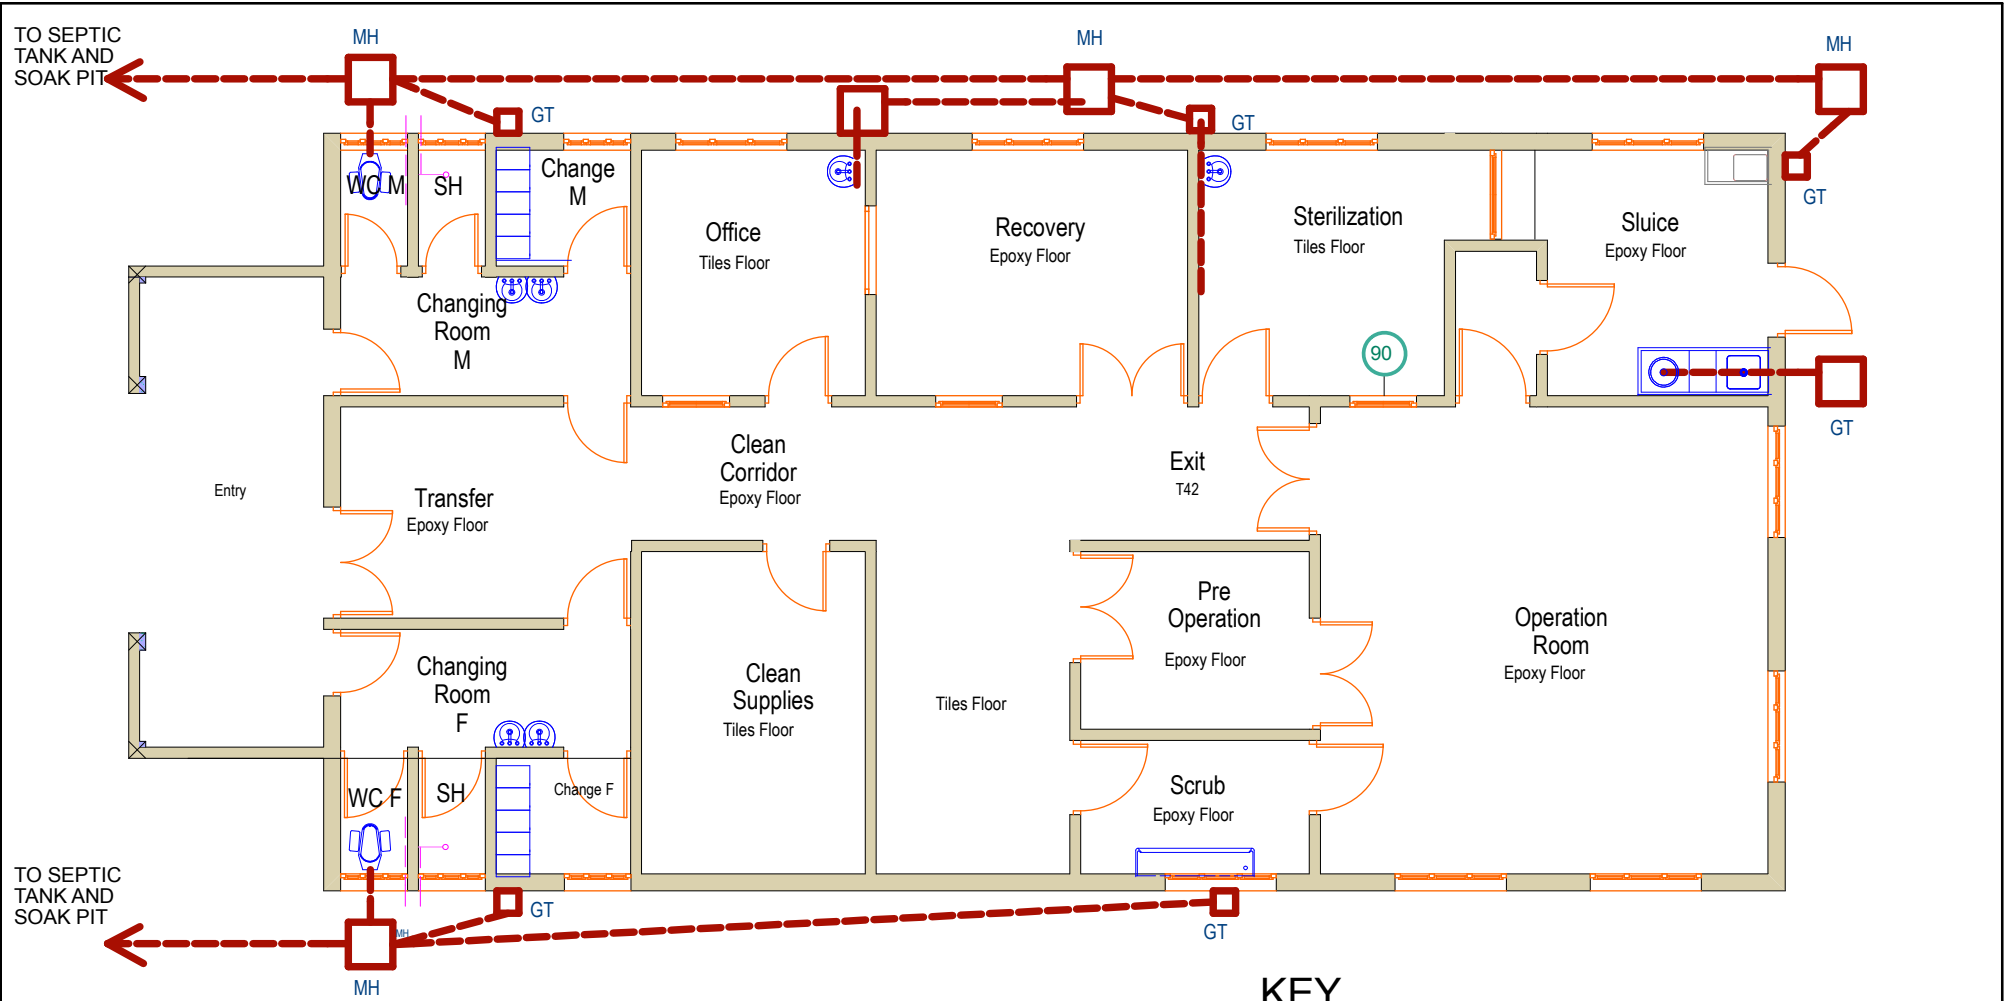 TO SEPTIC
TANK AND
SOAK PIT
MH
MH
MH
GT
GT
GT
WC M
SH
Change
M
Office
Tiles Floor
Recovery
Epoxy Floor
Sterilization
Tiles Floor
Sluice
Epoxy Floor
Changing
Room
M
90
GT
Entry
Transfer
Epoxy Floor
Clean
Corridor
Epoxy Floor
Exit
T42
Pre
Operation
Epoxy Floor
Operation
Room
Epoxy Floor
Changing
Room
F
Clean
Supplies
Tiles Floor
Tiles Floor
WC F
SH
Change F
Scrub
Epoxy Floor
TO SEPTIC
TANK AND
SOAK PIT
GT
MH
GT
MH
KEY